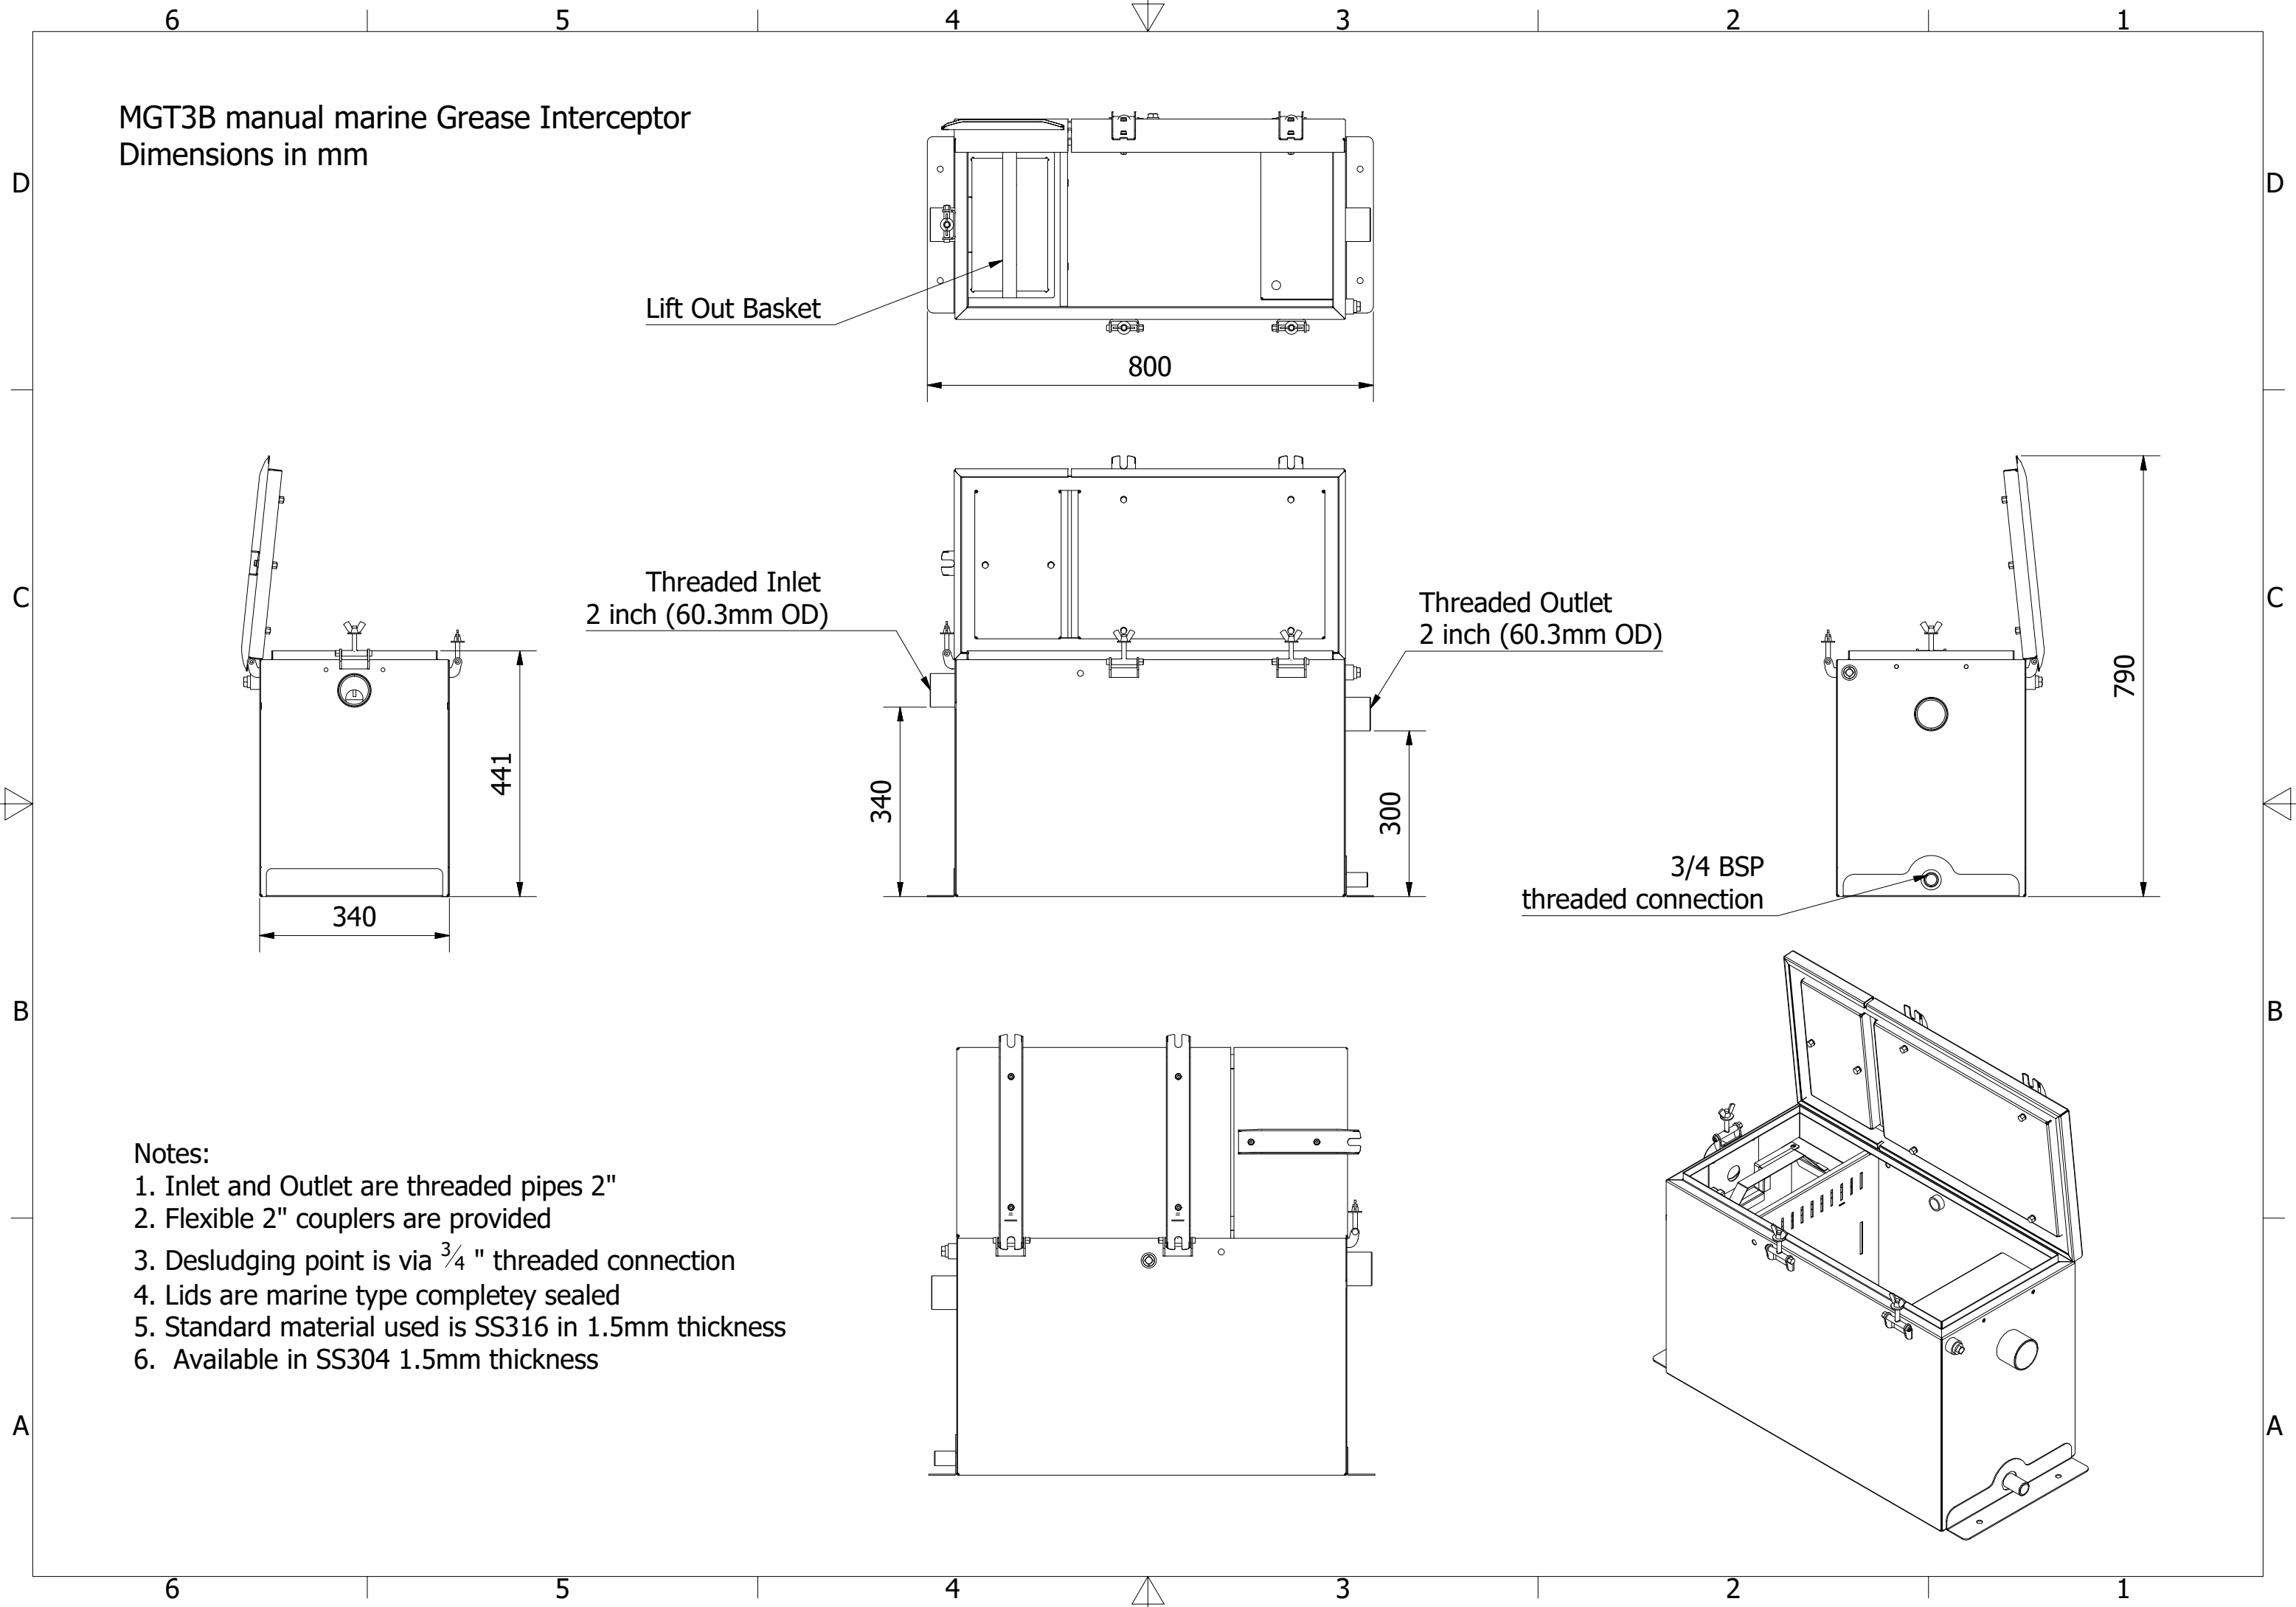 6 5 4 3 2 1
MGT3B manual marine Grease Interceptor
Dimensions in mm
D D
Lift Out Basket
800
Threaded Inlet
2 inch (60.3mm OD)
Threaded Outlet
2 inch (60.3mm OD)
C C
790
441
340
300
340
3/4 BSP
threaded connection
B B
Notes:
1. Inlet and Outlet are threaded pipes 2"
2. Flexible 2" couplers are provided
3. Desludging point is via 3/4 " threaded connection
4. Lids are marine type completey sealed
5. Standard material used is SS316 in 1.5mm thickness
6. Available in SS304 1.5mm thickness
A A
6 5 4 3 2 1